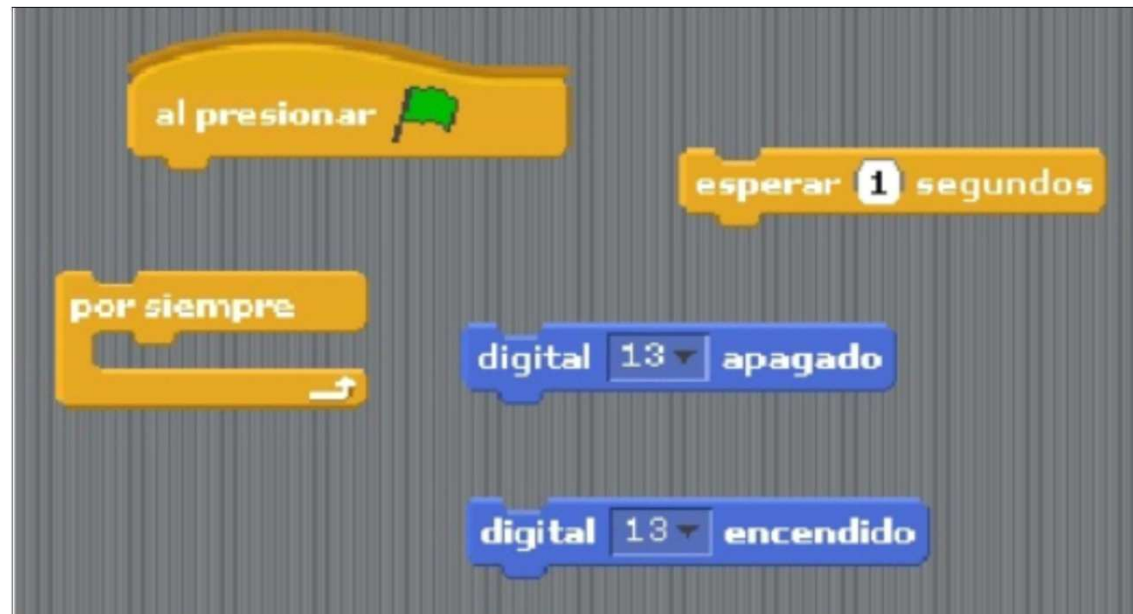 al presionar
esperar 1 segundos
por siempre
digital 13 apagado
digital 13 encendido